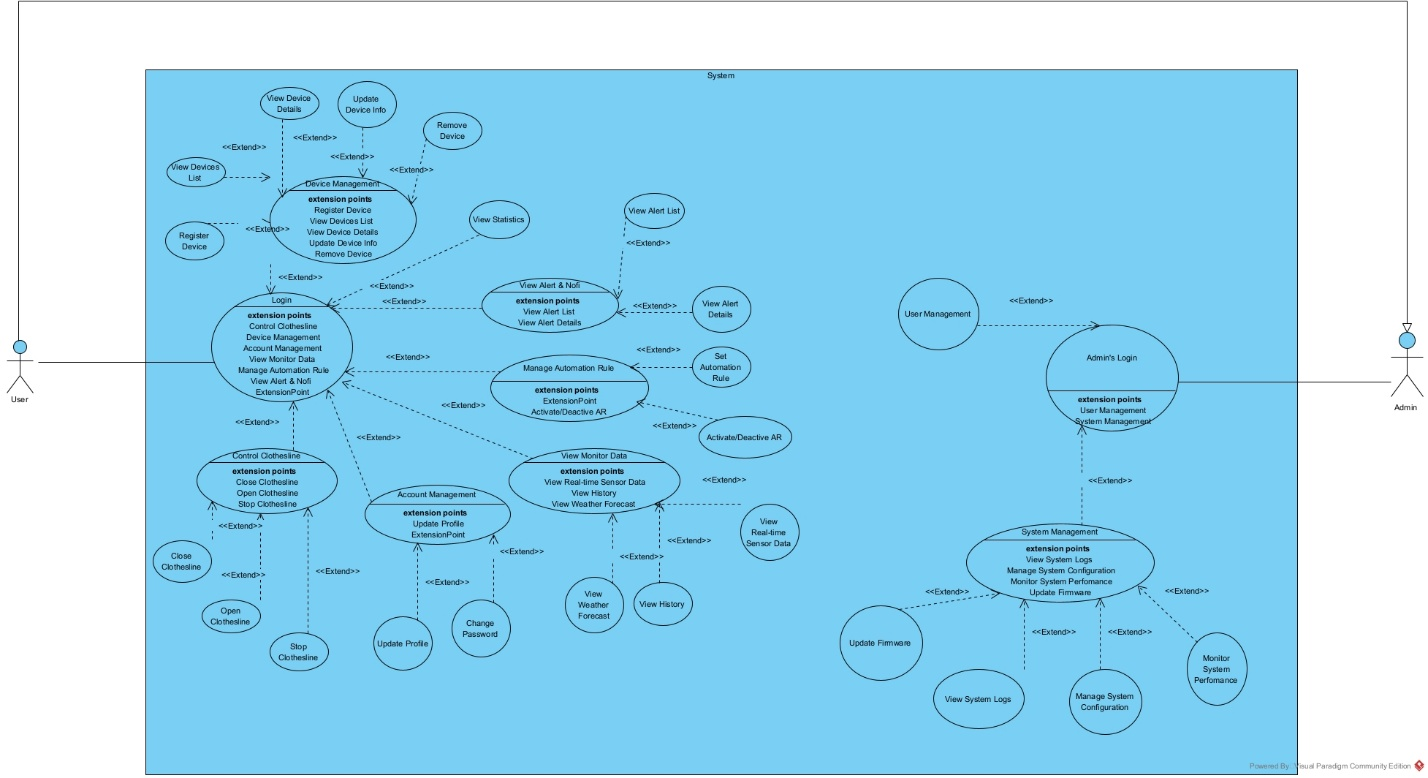 System
View Device
Details
Update
Device Info
Remove
Device
<<Extend>>
<<Extend>>
<<Extend>>
<<Extend>>
View Devices
List
Device Management
extension points
Register Device
View Devices List
View Device Details
Update Device Info
Remove Device
Register
Device
<<Extend>>
<<Extend>>
View Statistics
<<Extend>>
View Alert List
<<Extend>>
View Alert & Nofi
extension points
View Alert List
View Alert Details
<<Extend>>
<<Extend>>
View Alert
Details
Login
extension points
Control Clothesline
Device Management
Account Management
View Monitor Data
Manage Automation Rule
View Alert & Nofi
ExtensionPoint
<<Extend>>
Manage Automation Rule
extension points
ExtensionPoint
Activate/Deactive AR
<<Extend>>
Set
Automation
Rule
<<Extend>>
Activate/Deactive AR
<<Extend>>
<<Extend>>
<<Extend>>
Control Clothesline
extension points
Close Clothesline
Open Clothesline
Stop Clothesline
Account Management
extension points
Update Profile
ExtensionPoint
View Monitor Data
extension points
View Real-time Sensor Data
View History
View Weather Forecast
<<Extend>>
View
Real-time
Sensor Data
<<Extend>>
Close
Clothesline
<<Extend>>
Open
Clothesline
<<Extend>>
Stop
Clothesline
<<Extend>>
Update Profile
<<Extend>>
Change
Password
<<Extend>>
View
Weather
Forecast
<<Extend>>
View History
User
User Management
<<Extend>>
Admin's Login
extension points
User Management
System Management
Admin
<<Extend>>
System Management
extension points
View System Logs
Manage System Configuration
Monitor System Perfomance
Update Firmware
<<Extend>>
<<Extend>>
<<Extend>>
<<Extend>>
Update Firmware
View System Logs
Manage System
Configuration
Monitor
System
Perfomance
Powered By Visual Paradigm Community Edition